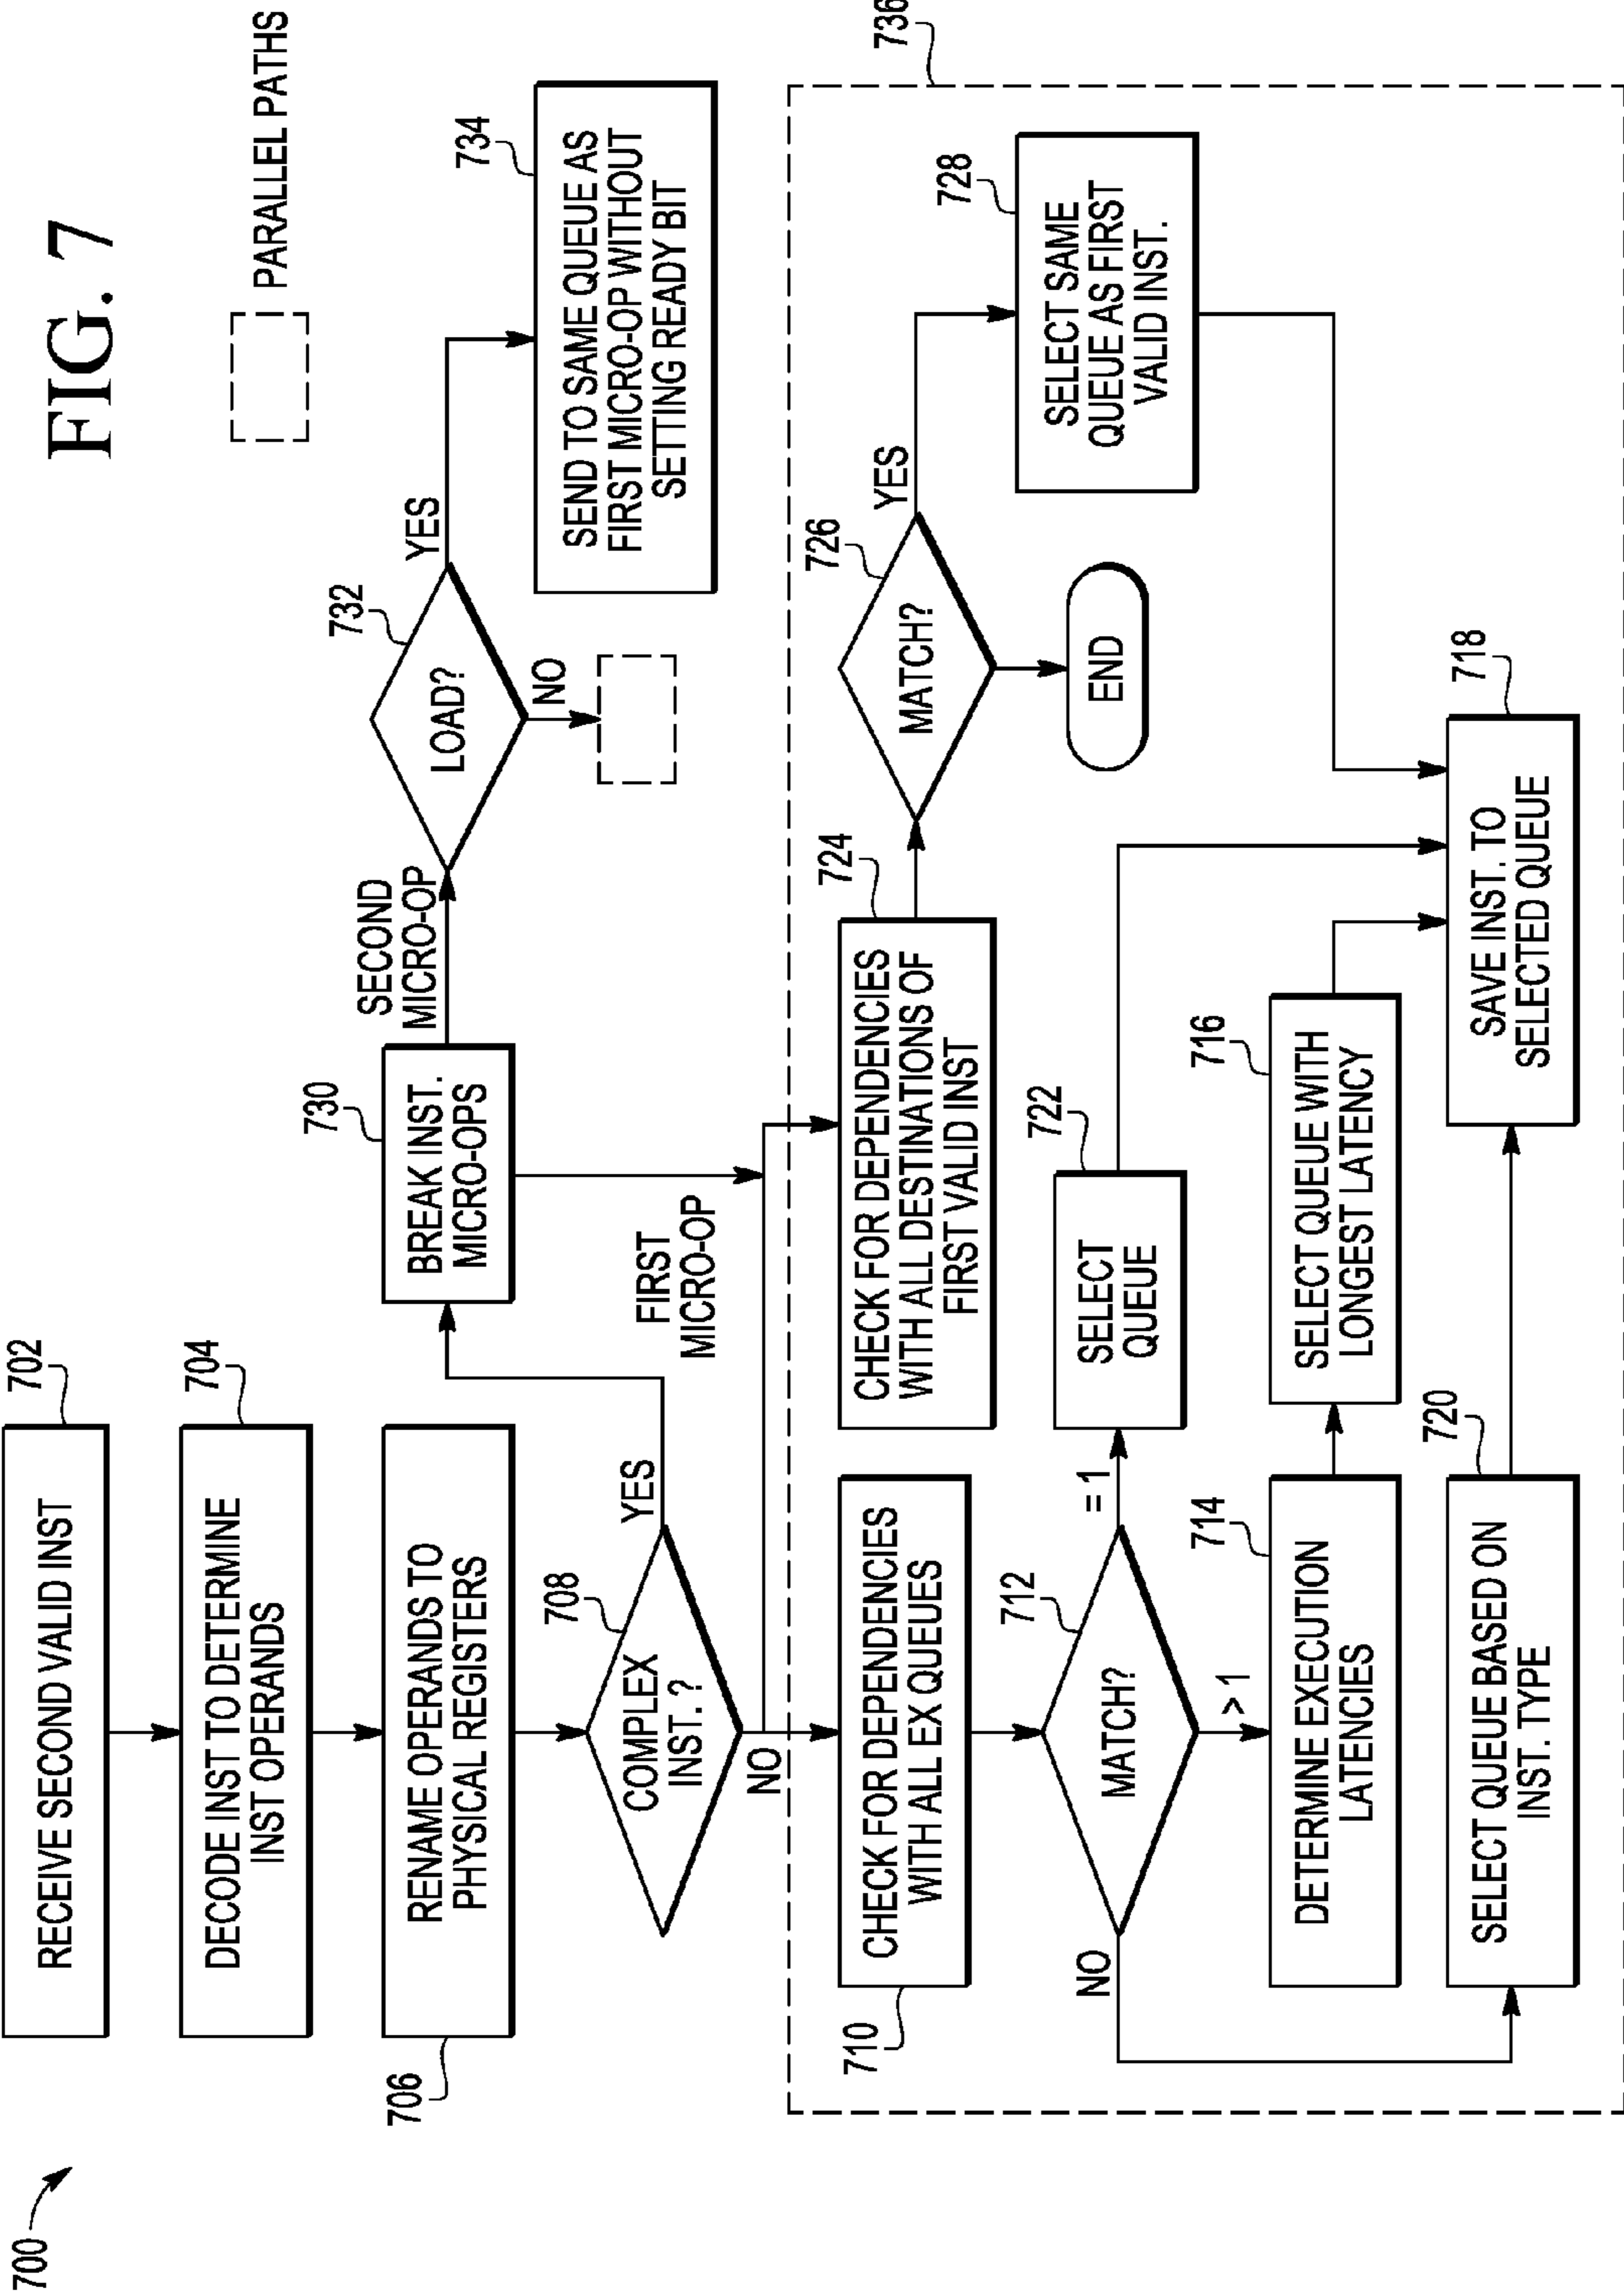 FIG. 7
700
PARALLEL PATHS
702
RECEIVE SECOND VALID INST
704
DECODE INST TO DETERMINE
INST OPERANDS
706
RENAME OPERANDS TO
PHYSICAL REGISTERS
708
COMPLEX
INST. ?
YES
NO
730
BREAK INST.
MICRO-OPS
SECOND
MICRO-OP
FIRST
MICRO-OP
732
LOAD?
YES
NO
734
SEND TO SAME QUEUE AS
FIRST MICRO-OP WITHOUT
SETTING READY BIT
736
710
CHECK FOR DEPENDENCIES
WITH ALL EX QUEUES
724
CHECK FOR DEPENDENCIES
WITH ALL DESTINATIONS OF
FIRST VALID INST
726
MATCH?
YES
END
728
SELECT SAME
QUEUE AS FIRST
VALID INST.
712
MATCH?
NO
= 1
> 1
722
SELECT
QUEUE
714
DETERMINE EXECUTION
LATENCIES
716
SELECT QUEUE WITH
LONGEST LATENCY
720
SELECT QUEUE BASED ON
INST. TYPE
718
SAVE INST. TO
SELECTED QUEUE